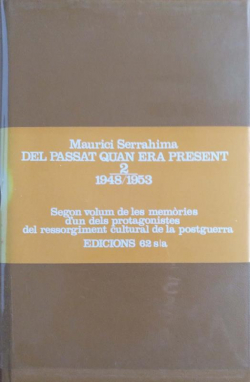 Maurici Serrahima
DEL PASSAT QUAN ERA PRESENT
2
1948/1953
Segon volum de les memòries
d'un dels protagonistes
del ressorgiment cultural de la postguerra
EDICIONS 62 s/a